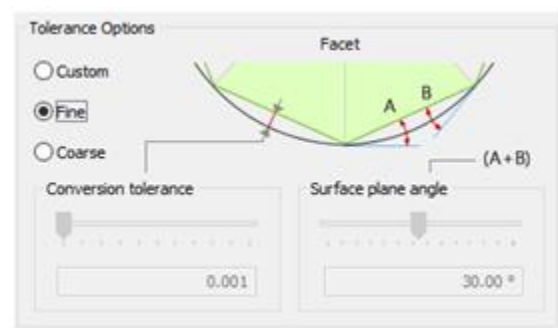 Tolerance Options
Facet
Custom
Fine
Coarse
A
B
(A+B)
Conversion tolerance
Surface plane angle
0.001
30.00 °